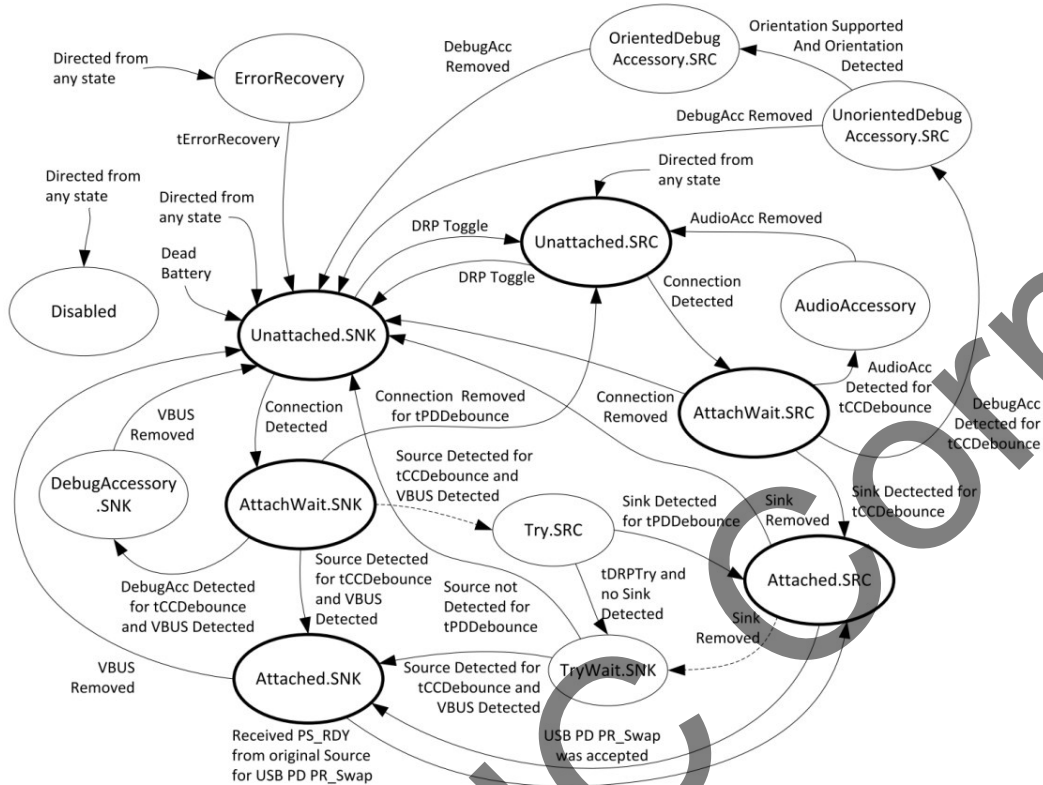 Directed from
any state
ErrorRecovery
tErrorRecovery
DebugAcc
Removed
OrientedDebug
Accessory.SRC
Orientation Supported
And Orientation
Detected
DebugAcc Removed
UnorientedDebug
Accessory.SRC
Directed from
any state
Directed from
any state
Directed from
any state
Dead
Battery
Disabled
DRP Toggle
Unattached.SRC
AudioAcc Removed
DRP Toggle
Unattached.SNK
Connection
Detected
AudioAccessory
VBUS
Removed
Connection
Detected
Connection Removed
for tPDDebounce
Connection
Removed
AttachWait.SRC
AudioAcc
Detected for
tCCDebounce
DebugAcc
Detected for
tCCDebounce
DebugAccessory
.SNK
AttachWait.SNK
Source Detected for
tCCDebounce and
VBUS Detected
Try.SRC
Sink Detected
for tPDDebounce
Sink
Removed
Sink Dectected for
tCCDebounce
DebugAcc Detected
for tCCDebounce
and VBUS Detected
Source Detected
for tCCDebounce
and VBUS
Detected
Source not
Detected for
tPDDebounce
tDRPTry and
no Sink
Detected
Attached.SRC
Sink
Removed
VBUS
Removed
Attached.SNK
Source Detected for
tCCDebounce and
VBUS Detected
TryWait.SNK
Received PS_RDY
from original Source
for USB PD PR_Swap
USB PD PR_Swap
was accepted